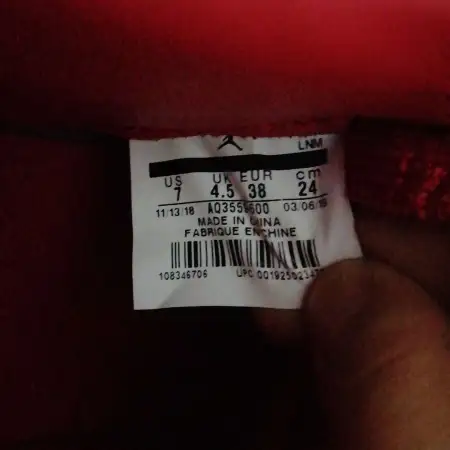 LNM
US UK EUR cm
7 4.5 38 24
11/13/18 03/06/19
MADE IN CHINA
FABRIQUE EN CHINE
108346706 UPC